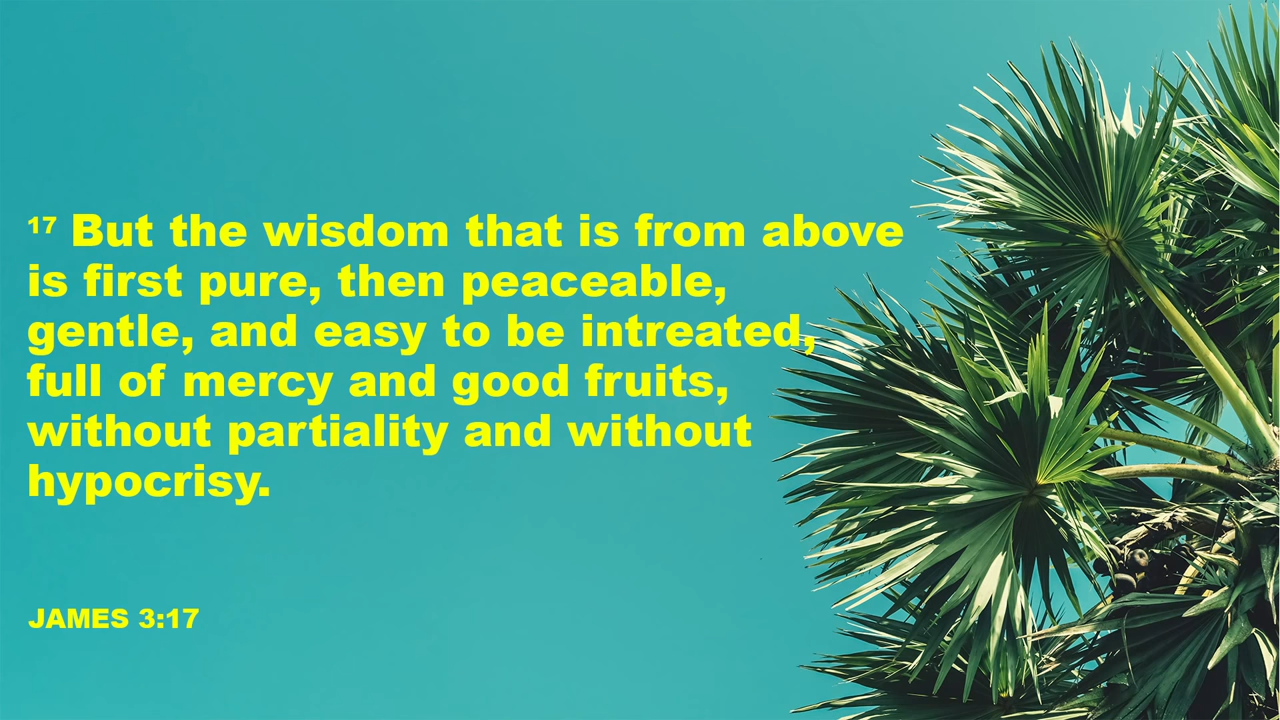 17 But the wisdom that is from above
is first pure, then peaceable,
gentle, and easy to be intreated,
full of mercy and good fruits,
without partiality and without
hypocrisy.
JAMES 3:17